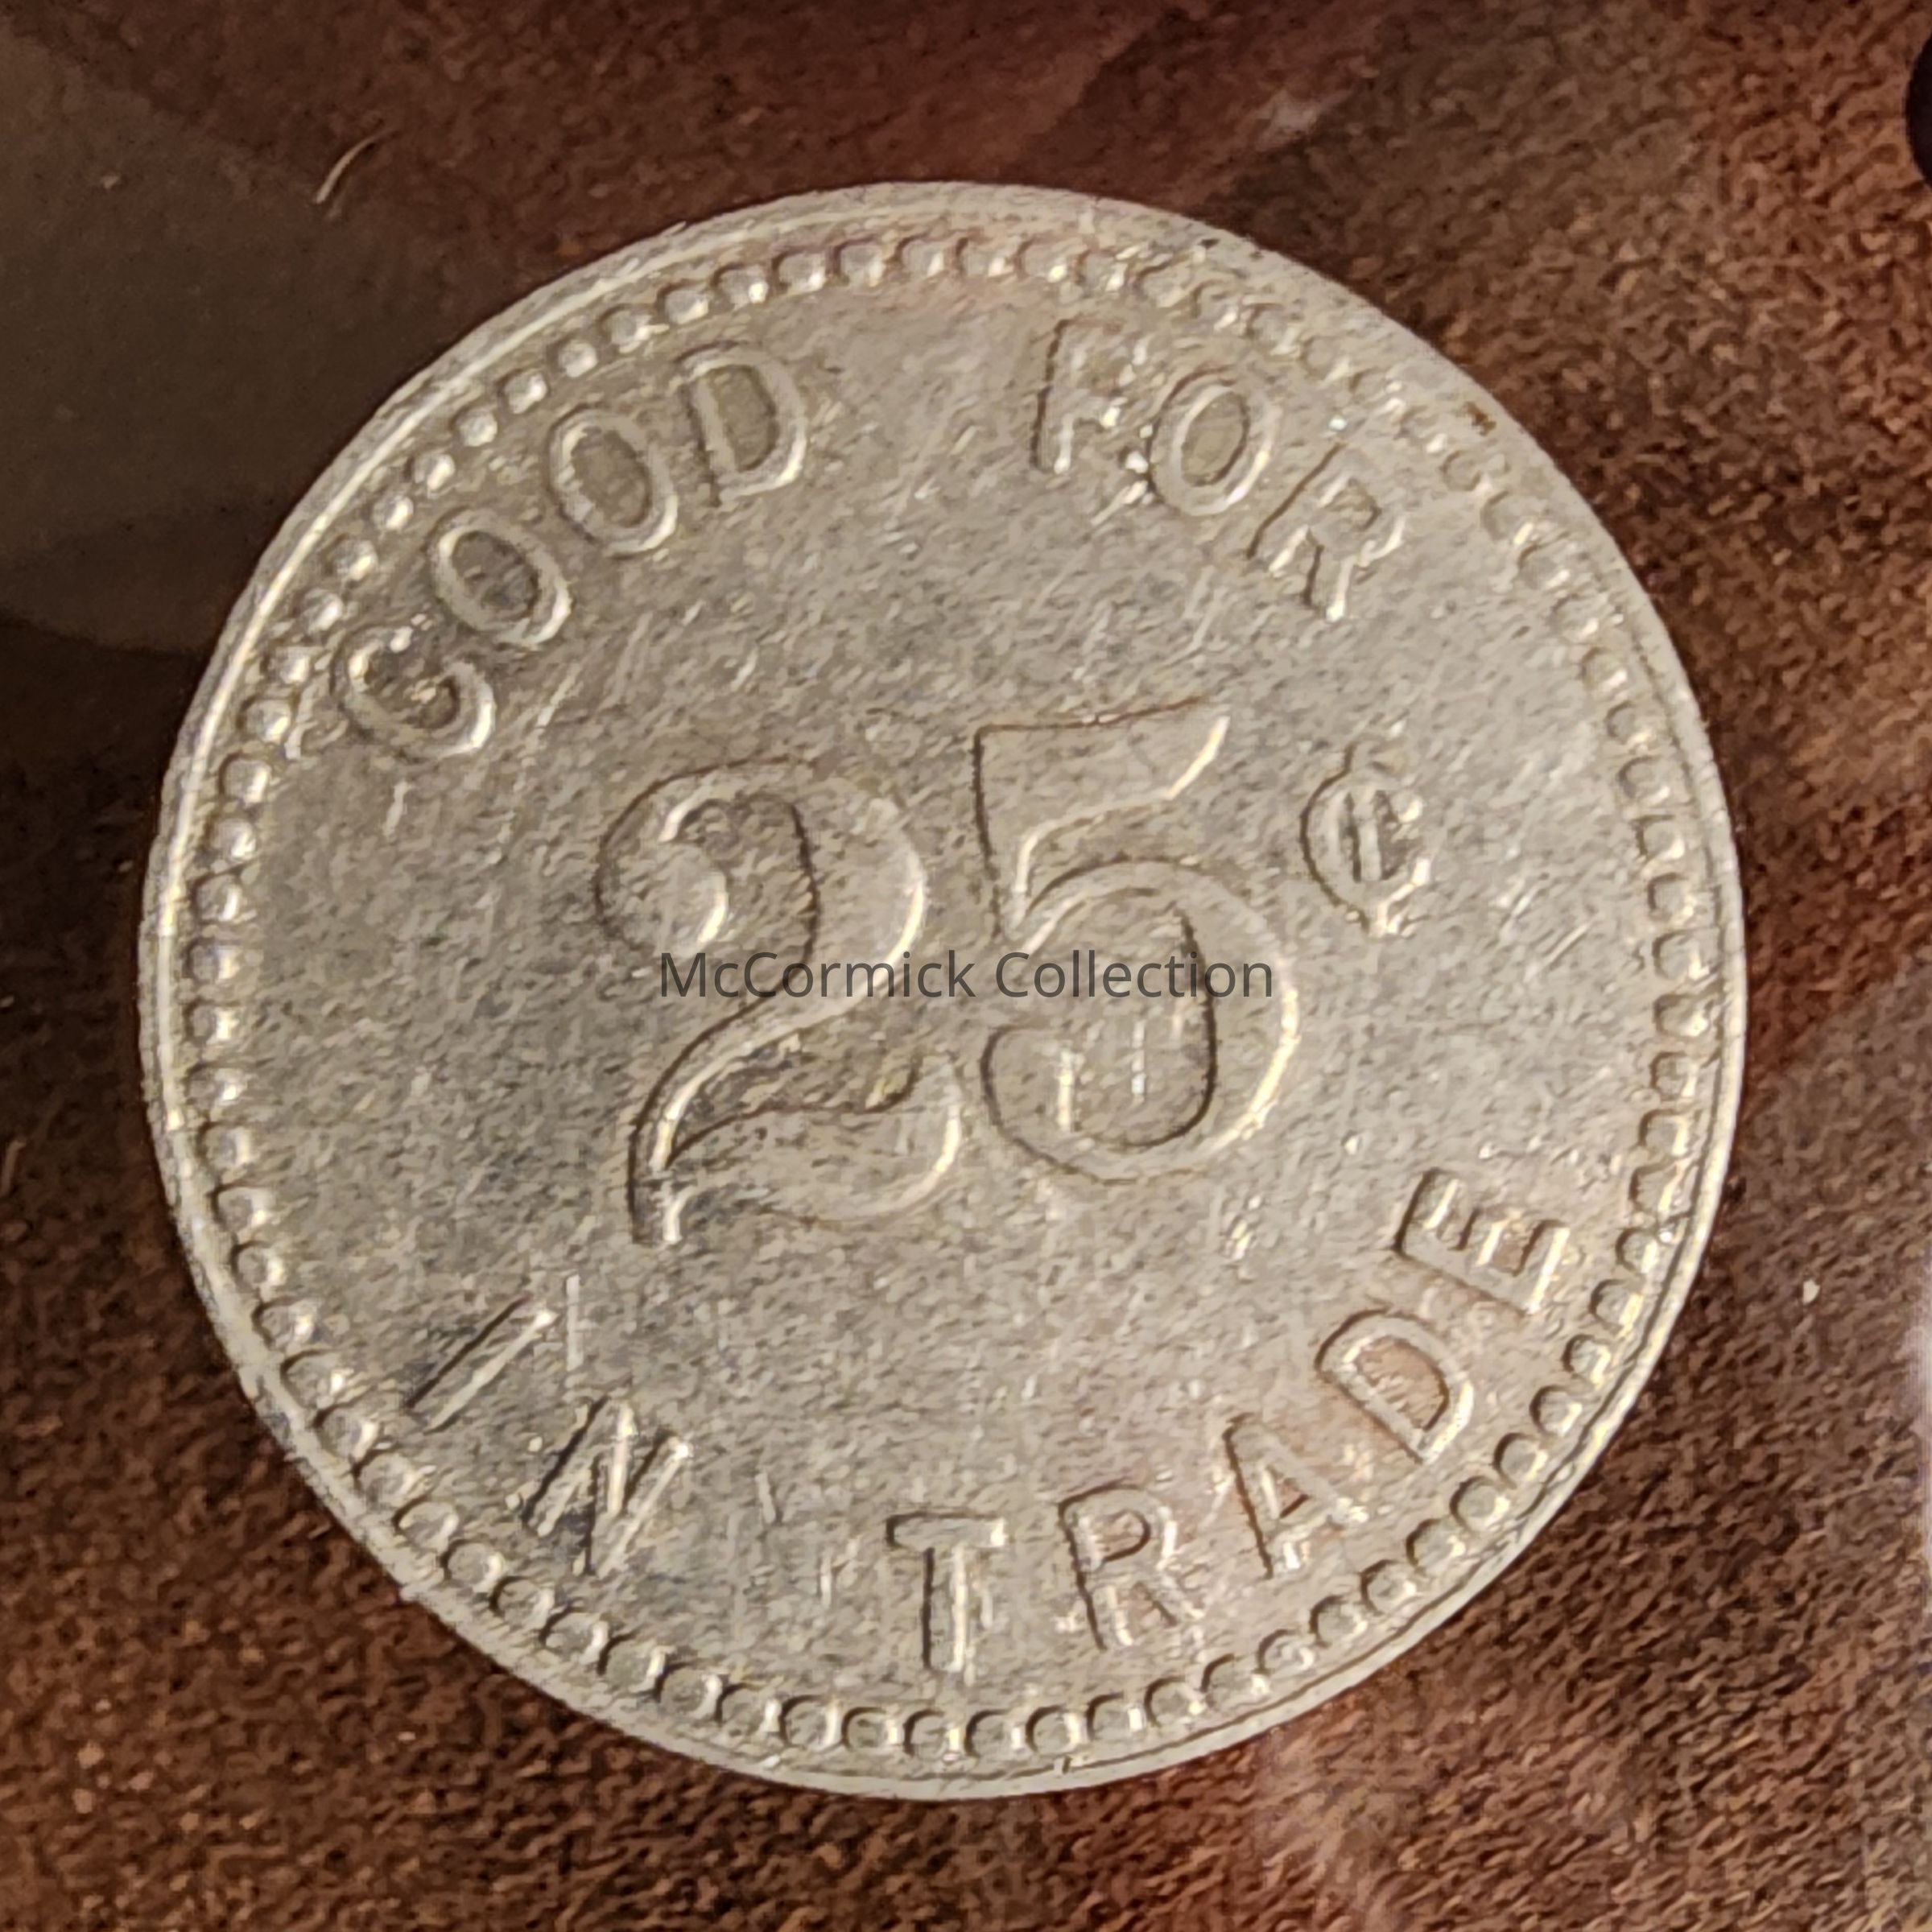 GOOD FOR
25¢
McCormick Collection
IN TRADE